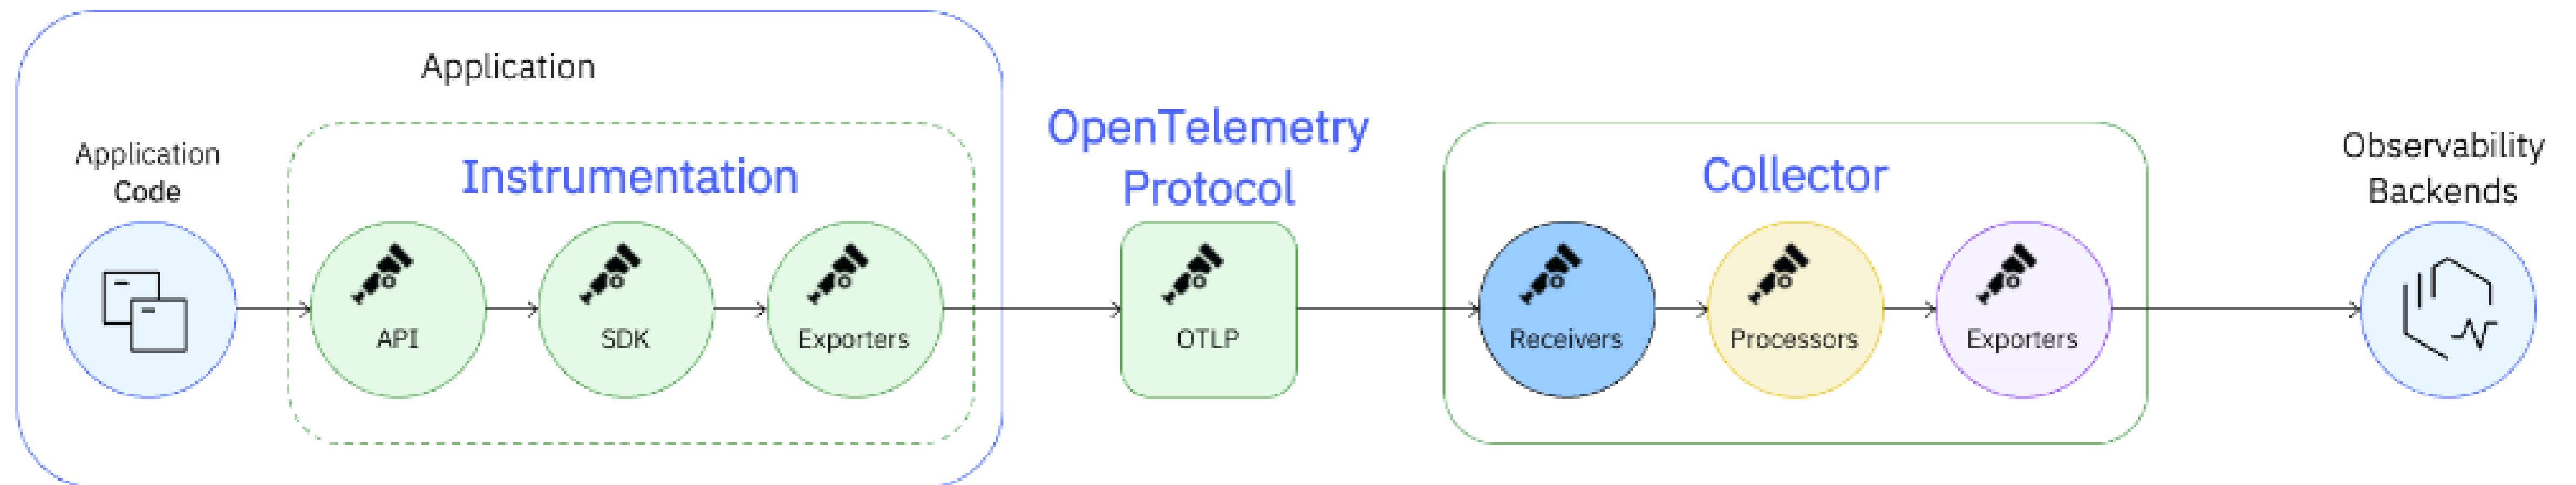 Application
Application
Code
Instrumentation
API
SDK
Exporters
OpenTelemetry
Protocol
OTLP
Collector
Receivers
Processors
Exporters
Observability
Backends